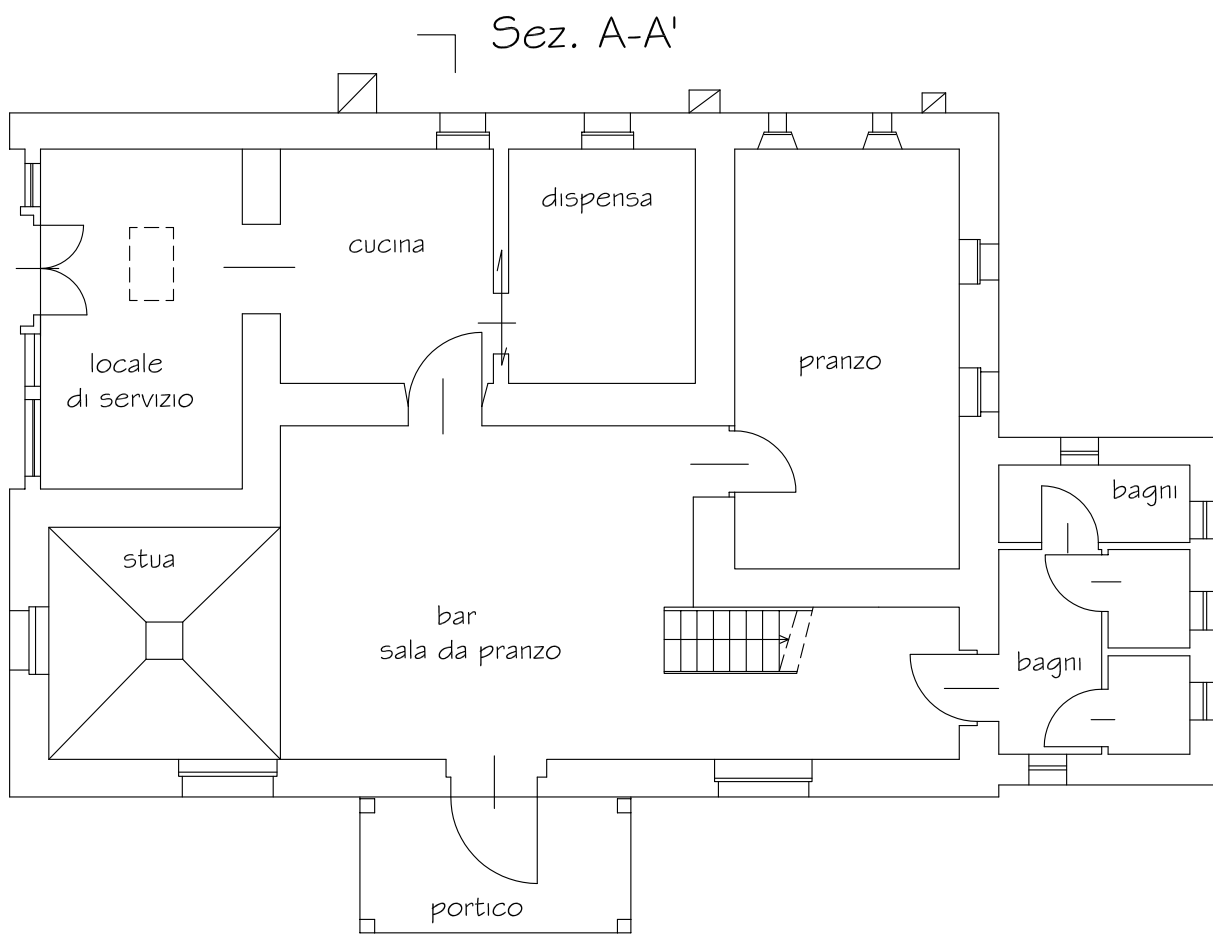 Sez. A-A'
dispensa
cucina
pranzo
locale
di servizio
bagni
stua
bar
sala da pranzo
bagni
portico